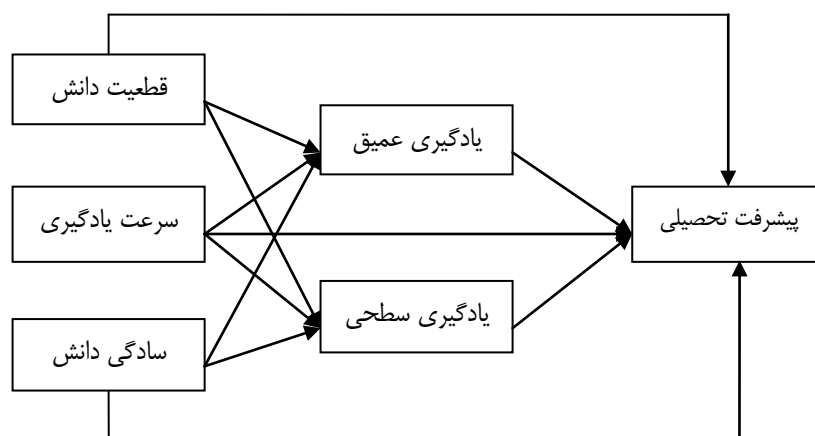 قطعیت دانش
یادگیری عمیق
سرعت یادگیری
پیشرفت تحصیلی
یادگیری سطحی
سادگی دانش